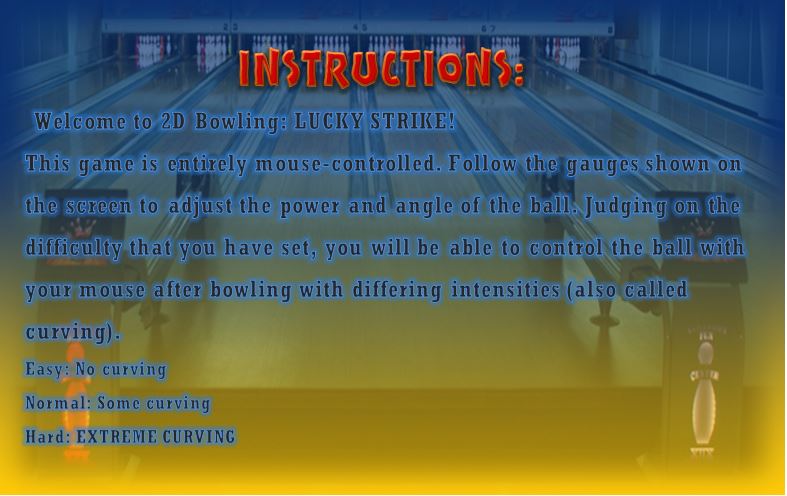 INSTRUCTIONS:
Welcome to 2D Bowling: LUCKY STRIKE!
This game is entirely mouse-controlled. Follow the gauges shown on
the screen to adjust the power and angle of the ball. Judging on the
difficulty that you have set, you will be able to control the ball with
your mouse after bowling with differing intensities (also called
curving).
Easy: No curving
Normal: Some curving
Hard: EXTREME CURVING